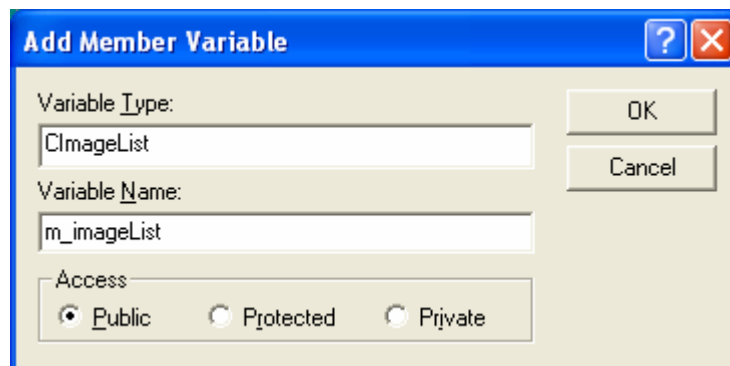 Add Member Variable
Variable Type:
OK
CImageList
Cancel
Variable Name:
m_imageList
Access
Public Protected Private